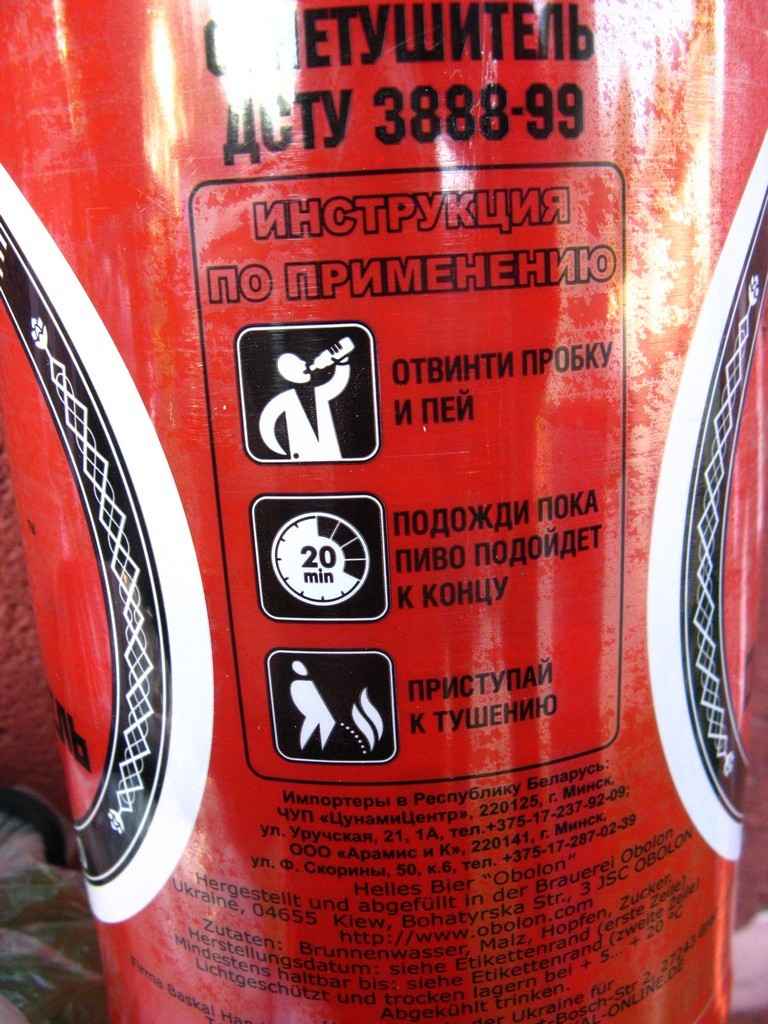 ДСТУ 3888-99
ИНСТРУКЦИЯ
ПО ПРИМЕНЕНИЮ
ОТВИНТИ ПРОБКУ
И ПЕЙ
20
min
ПОДОЖДИ ПОКА
ПИВО ПОДОЙДЕТ
К КОНЦУ
ПРИСТУПАЙ
К ТУШЕНИЮ
Импортеры в Республику Беларусь:
ЧУП «ЦунамиЦентр», 220125, г. Минск,
ул. Уручская, 21, 1А, тел.+375-17-237-92-09;
ООО «Арамис и К», 220141, г. Минск,
ул. Ф. Скорины, 50, к.6, тел. +375-17-287-02-39
Helles Bier "Obolon"
Hergestellt und abgefüllt in der Brauerei Obolon
Ukraine, 04655 Kiew, Bohatyrska Str., 3 JSC OBOLON
http://www.obolon.com
Zutaten: Brunnenwasser, Malz, Hopfen, Zucker.
Herstellungsdatum: siehe Etikettenrand (erste Zeile)
Mindestens haltbar bis: siehe Etikettenrand (zweite Zeile)
Lichtgeschützt und trocken lagern bei + 5... + 20 °C
Abgekühlt trinken.
der Ukraine für